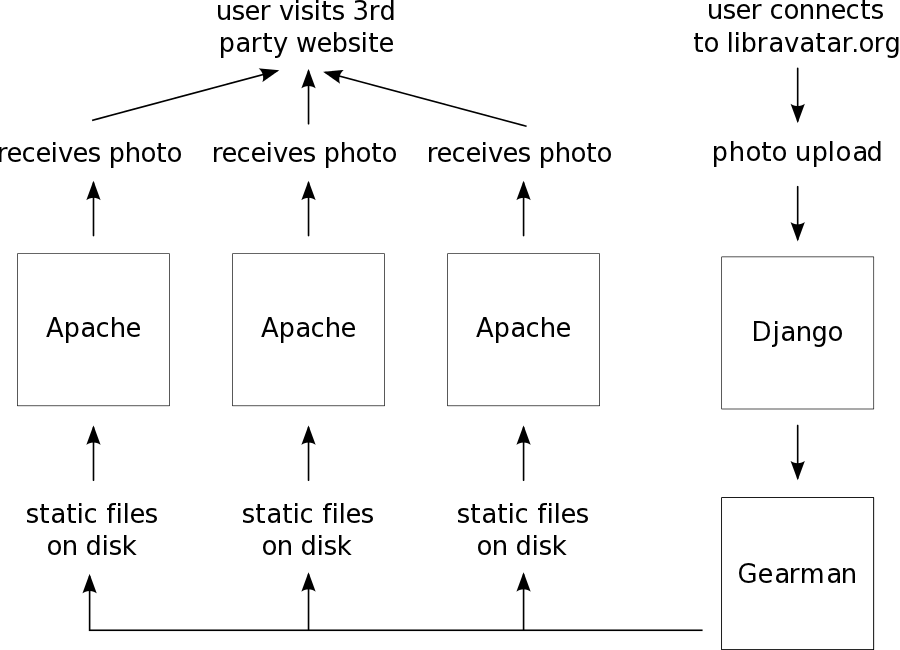 user visits 3rd
party website
user connects
to libravatar.org
receives photo
receives photo
receives photo
photo upload
Apache
Apache
Apache
Django
static files
on disk
static files
on disk
static files
on disk
Gearman